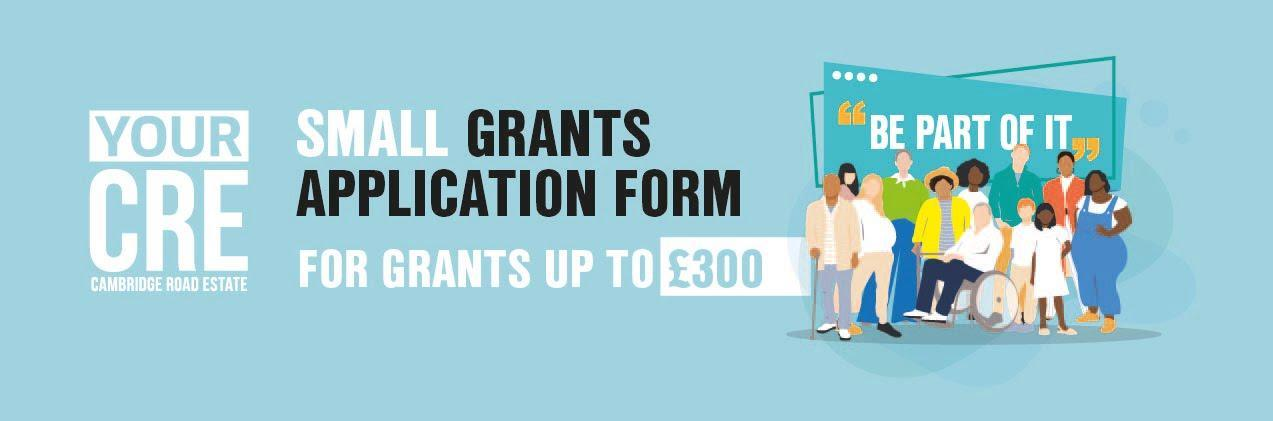 YOUR
CRE
CAMBRIDGE ROAD ESTATE
SMALL GRANTS
APPLICATION FORM
FOR GRANTS UP TO £300
“BE PART OF IT”